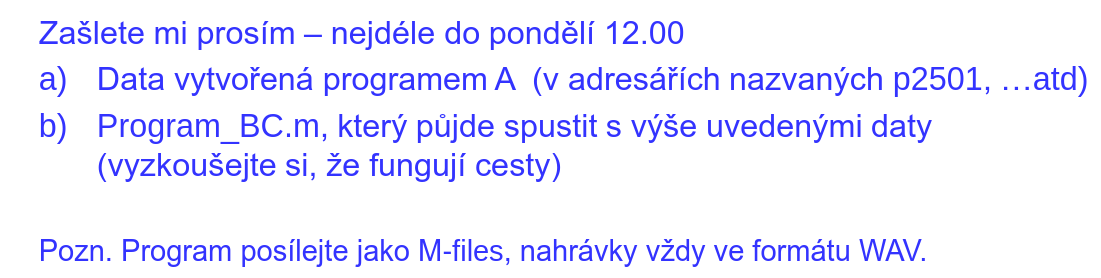 Zašlete mi prosím – nejdéle do pondělí 12.00
a) Data vytvořená programem A (v adresářích nazvaných p2501, …atd)
b) Program_BC.m, který půjde spustit s výše uvedenými daty
(vyzkoušejte si, že fungují cesty)
Pozn. Program posílejte jako M-files, nahrávky vždy ve formátu WAV.